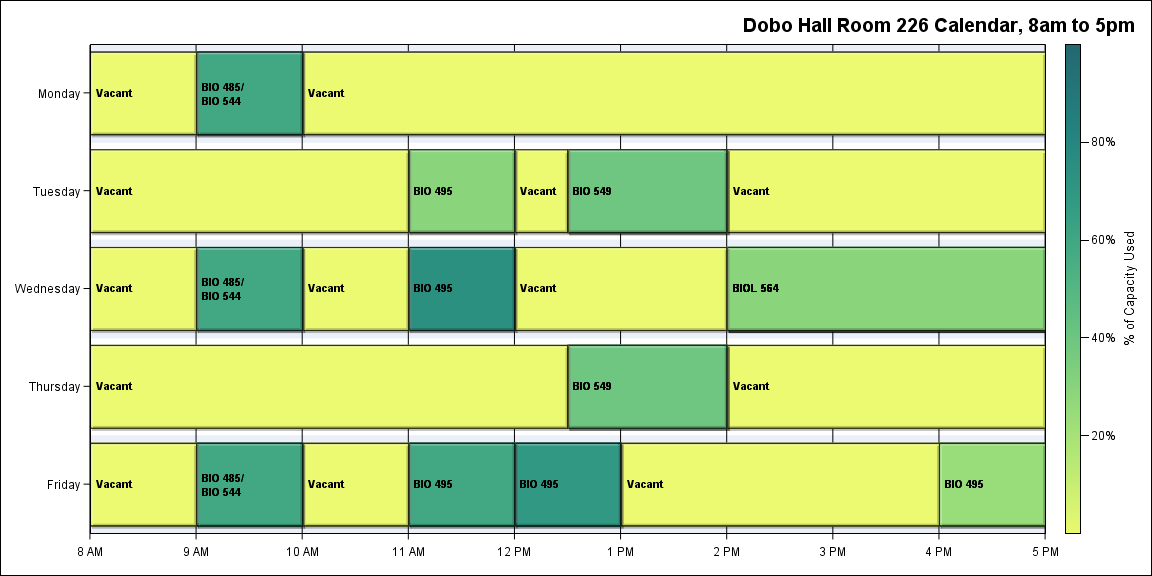 Dobo Hall Room 226 Calendar, 8am to 5pm
Monday
Vacant
BIO 485/
BIO 544
Vacant
Tuesday
Vacant
BIO 495
Vacant
BIO 549
Vacant
Wednesday
Vacant
BIO 485/
BIO 544
Vacant
BIO 495
Vacant
BIOL 564
Thursday
Vacant
BIO 549
Vacant
Friday
Vacant
BIO 485/
BIO 544
Vacant
BIO 495
BIO 495
Vacant
BIO 495
8 AM
9 AM
10 AM
11 AM
12 PM
1 PM
2 PM
3 PM
4 PM
5 PM
80%
60%
40%
20%
% of Capacity Used